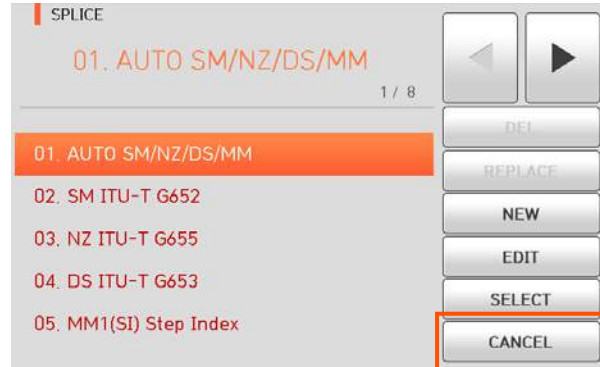 SPLICE
01. AUTO SM/NZ/DS/MM
1 / 8
01. AUTO SM/NZ/DS/MM
02. SM ITU-T G652
03. NZ ITU-T G655
04. DS ITU-T G653
05. MM1(SI) Step Index
DEL
REPLACE
NEW
EDIT
SELECT
CANCEL